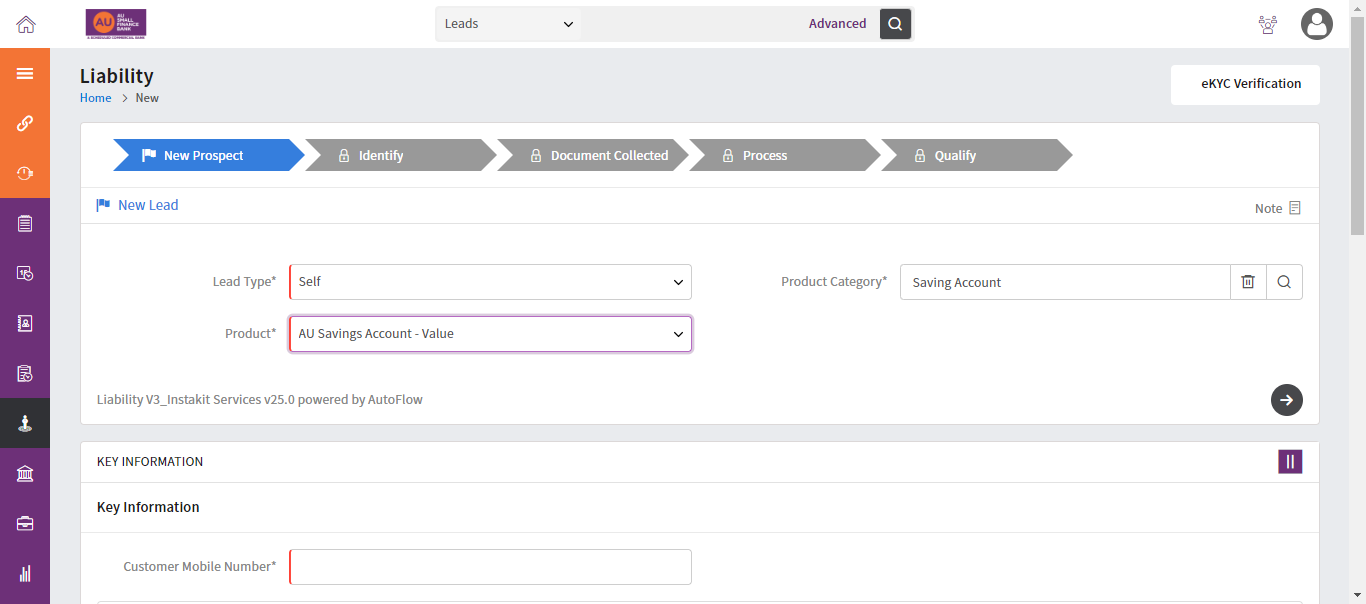 AU
AU
SMALL
FINANCE
BANK
A SCHEDULED COMMERCIAL BANK
Leads
Advanced
Liability
Home > New
eKYC Verification
New Prospect
Identify
Document Collected
Process
Qualify
New Lead
Note
Lead Type*
Self
Product Category*
Saving Account
Product*
AU Savings Account - Value
Liability V3_Instakit Services v25.0 powered by AutoFlow
KEY INFORMATION
Key Information
Customer Mobile Number*